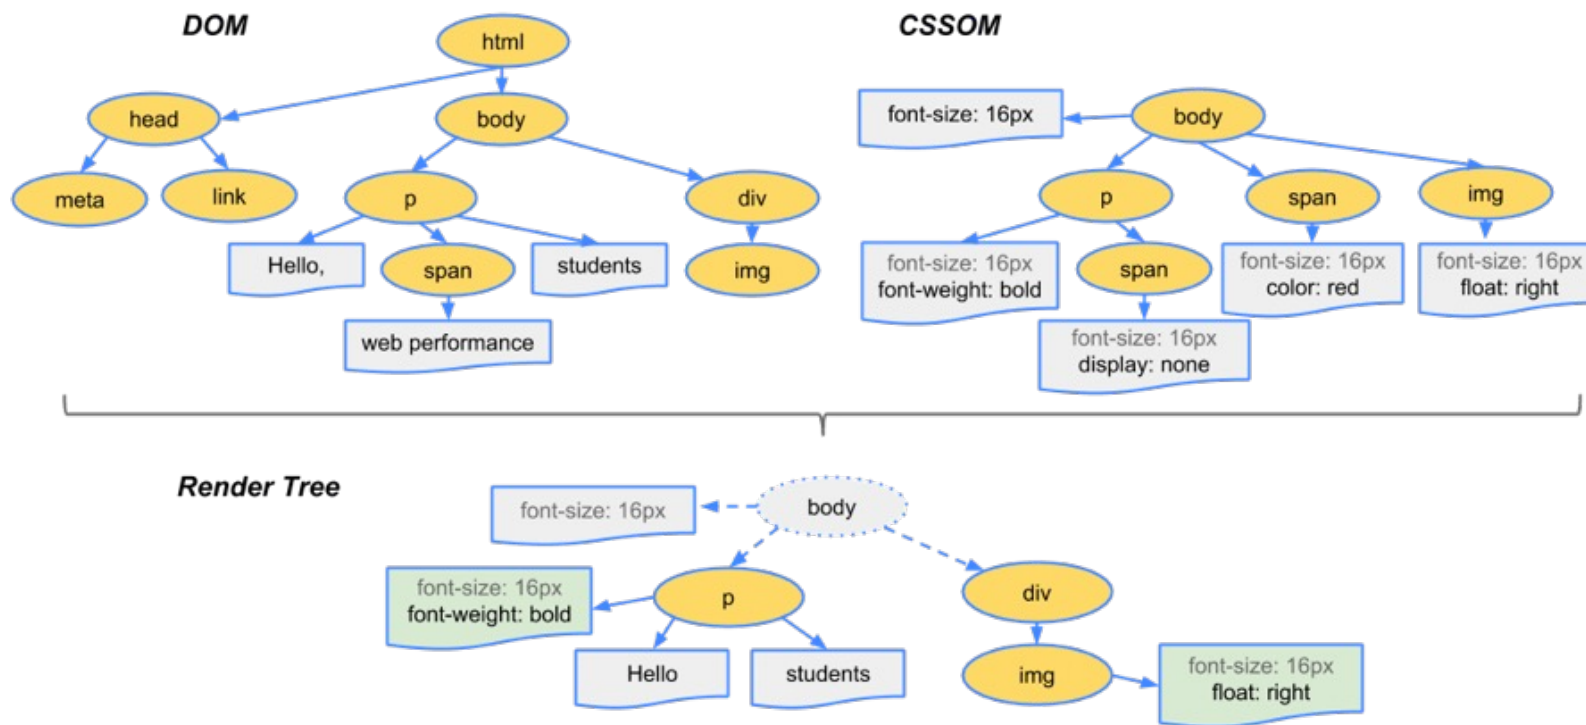 DOM
html
head
body
meta
link
p
div
Hello,
span
students
img
web performance
CSSOM
font-size: 16px
body
p
span
img
font-size: 16px
font-weight: bold
span
font-size: 16px
color: red
font-size: 16px
float: right
font-size: 16px
display: none
Render Tree
font-size: 16px
body
font-size: 16px
font-weight: bold
p
div
Hello
students
img
font-size: 16px
float: right